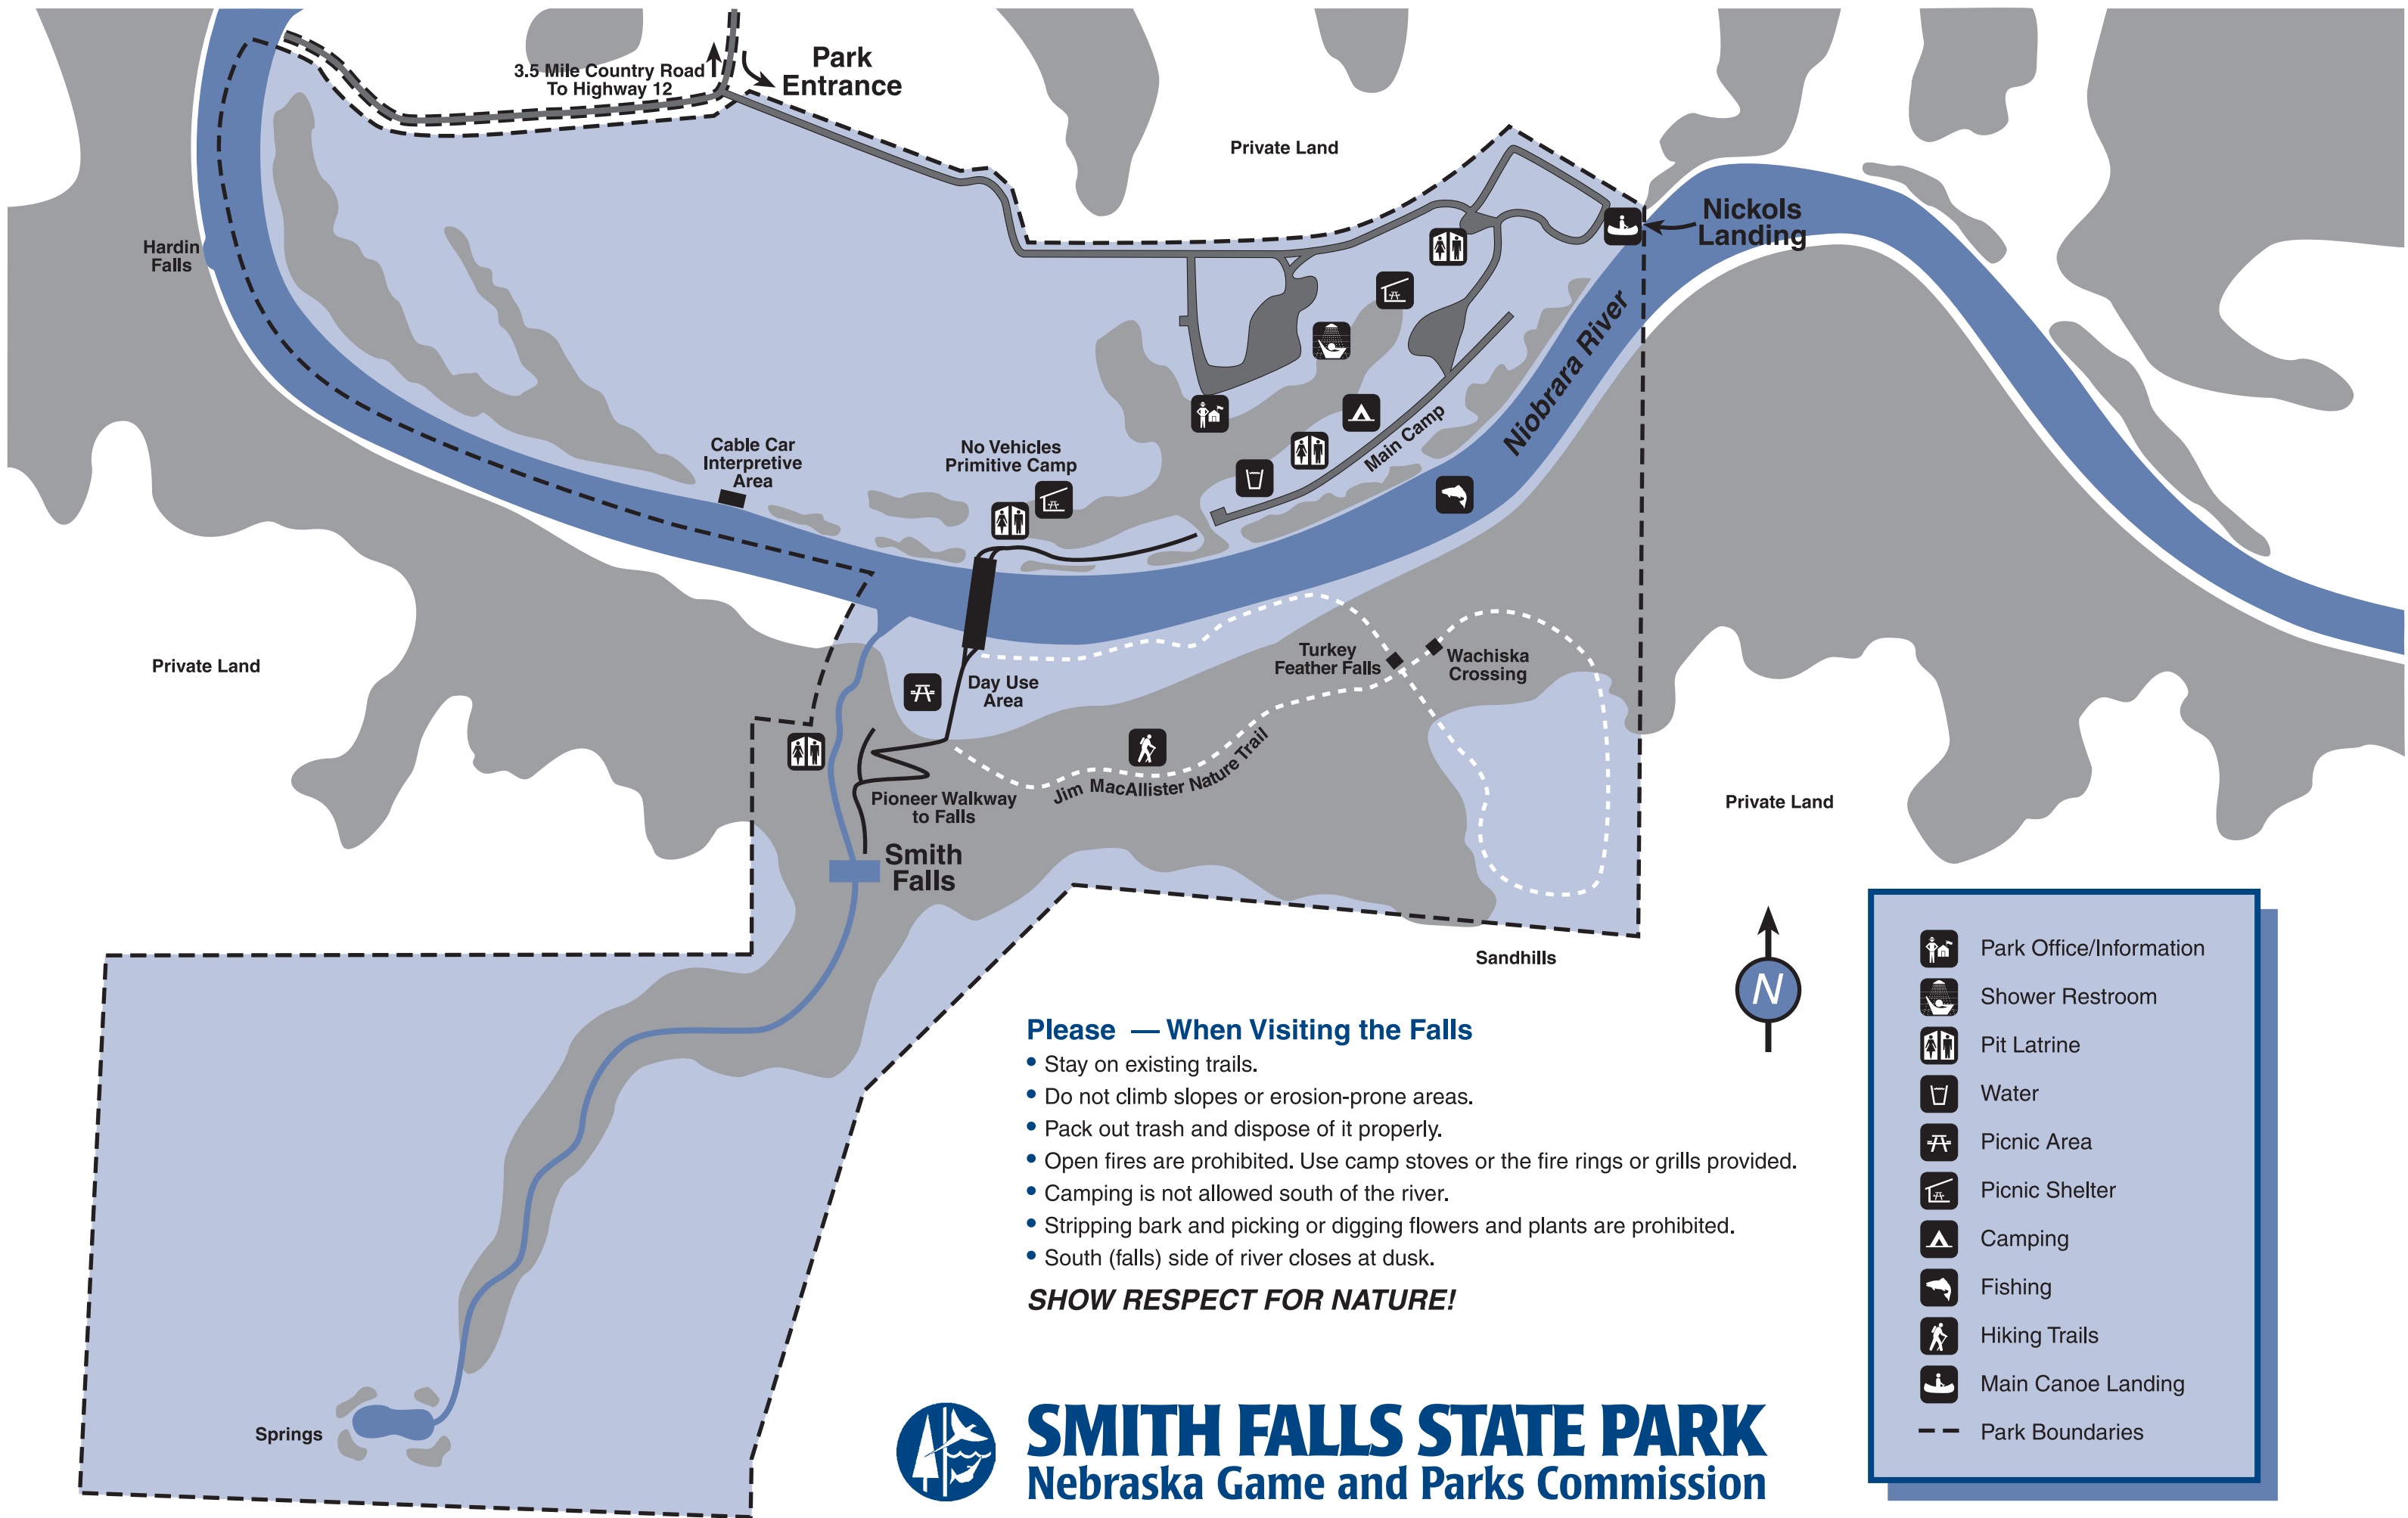 3.5 Mile Country Road
To Highway 12
Park
Entrance
Private Land
Nickols
Landing
Hardin
Falls
Niobrara River
Cable Car
Interpretive
Area
No Vehicles
Primitive Camp
Main Camp
Private Land
Day Use
Area
Turkey
Feather Falls
Wachiska
Crossing
Jim MacAllister Nature Trail
Pioneer Walkway
to Falls
Private Land
Smith
Falls
Sandhills
N
Springs
Please — When Visiting the Falls
• Stay on existing trails.
• Do not climb slopes or erosion-prone areas.
• Pack out trash and dispose of it properly.
• Open fires are prohibited. Use camp stoves or the fire rings or grills provided.
• Camping is not allowed south of the river.
• Stripping bark and picking or digging flowers and plants are prohibited.
• South (falls) side of river closes at dusk.
SHOW RESPECT FOR NATURE!
Park Office/Information
Shower Restroom
Pit Latrine
Water
Picnic Area
Picnic Shelter
Camping
Fishing
Hiking Trails
Main Canoe Landing
Park Boundaries
SMITH FALLS STATE PARK
Nebraska Game and Parks Commission